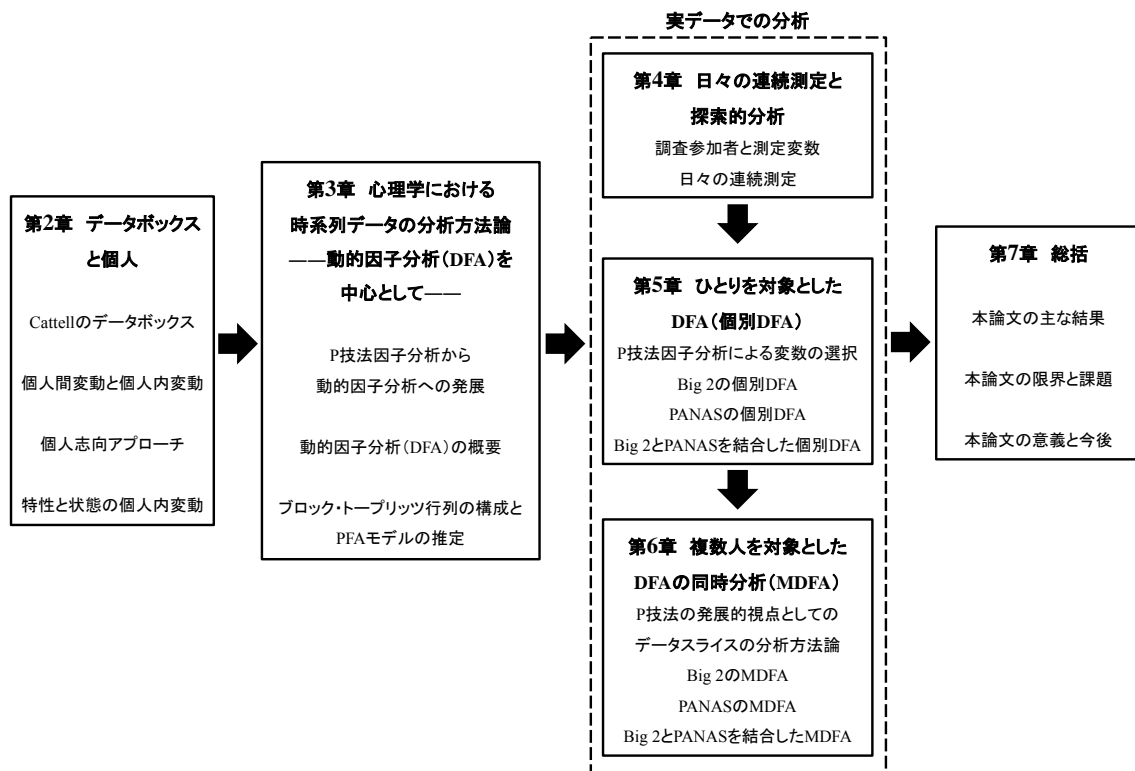 第2章 データボックス
と個人
Cattellのデータボックス
個人間変動と個人内変動
個人志向アプローチ
特性と状態の個人内変動
第3章 心理学における
時系列データの分析方法論
――動的因子分析(DFA)を
中心として――
P技法因子分析から
動的因子分析への発展
動的因子分析(DFA)の概要
ブロック・トープリッツ行列の構成と
PFAモデルの推定
実データでの分析
第4章 日々の連続測定と
探索的分析
調査参加者と測定変数
日々の連続測定
第5章 ひとりを対象とした
DFA(個別DFA)
P技法因子分析による変数の選択
Big 2の個別DFA
PANASの個別DFA
Big 2とPANASを結合した個別DFA
第6章 複数人を対象とした
DFAの同時分析(MDFA)
P技法の発展的視点としての
データスライスの分析方法論
Big 2のMDFA
PANASのMDFA
Big 2とPANASを結合したMDFA
第7章 総括
本論文の主な結果
本論文の限界と課題
本論文の意義と今後